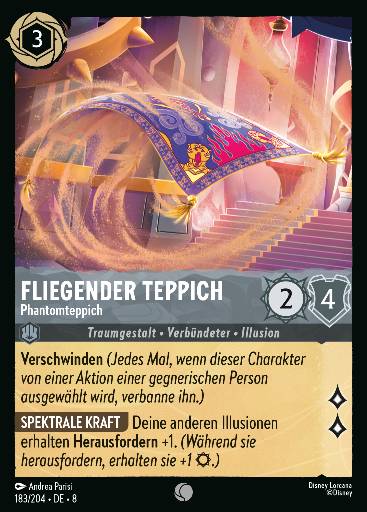 3
FLIEGENDER TEPPICH
Phantomteppich
2
4
Traumgestalt • Verbündeter • Illusion
Verschwinden (Jedes Mal, wenn dieser Charakter
von einer Aktion einer gegnerischen Person
ausgewählt wird, verbanne ihn.)
SPEKTRALE KRAFT Deine anderen Illusionen
erhalten Herausfordern +1. (Während sie
herausfordern, erhalten sie +1 .)
Andrea Parisi
183/204 • DE • 8
Disney Lorcana
©Disney